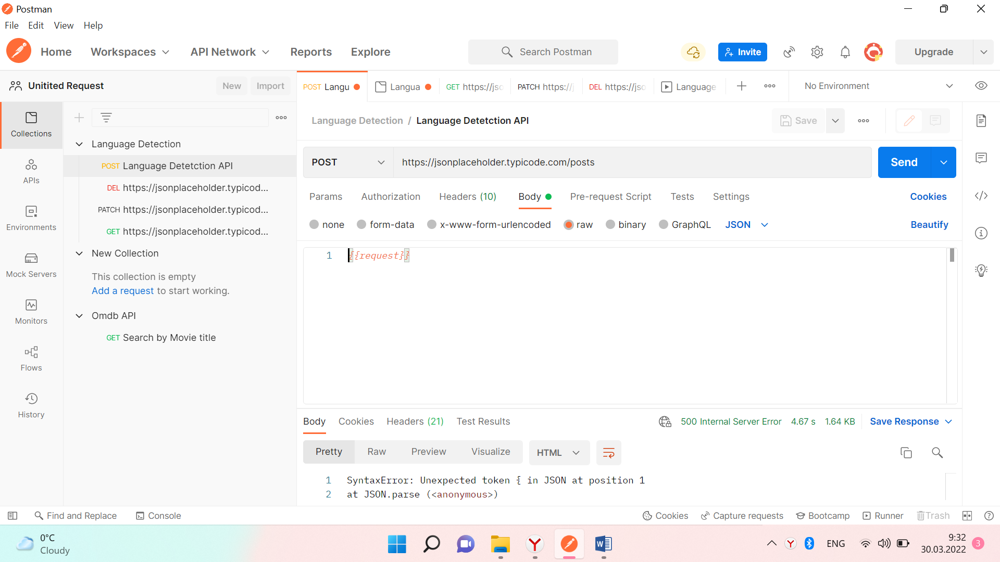 Postman
File Edit View Help
Home Workspaces API Network Reports Explore Search Postman Invite Upgrade
Unitited Request New Import
POST Langu Langua GET https://jsc PATCH https://j DEL https://jso Language No Environment
Collections
APIs
Environments
Mock Servers
Monitors
Flows
History
Language Detection
POST Language Detetction API
DEL https://jsonplaceholder.typicod...
PATCH https://jsonplaceholder.typicod...
GET https://jsonplaceholder.typicod...
New Collection
This collection is empty
Add a request to start working.
Omdb API
GET Search by Movie title
Language Detection / Language Detetction API Save
POST https://jsonplaceholder.typicode.com/posts Send
Params Authorization Headers (10) Body Pre-request Script Tests Settings Cookies
none form-data x-www-form-urlencoded raw binary GraphQL JSON Beautify
1 {{request}}
Body Cookies Headers (21) Test Results 500 Internal Server Error 4.67 s 1.64 KB Save Response
Pretty Raw Preview Visualize HTML
1 SyntaxError: Unexpected token { in JSON at position 1
2 at JSON.parse (<anonymous>)
Find and Replace Console Cookies Capture requests Bootcamp Runner Trash
0°C
Cloudy
ENG
9:32
30.03.2022
3